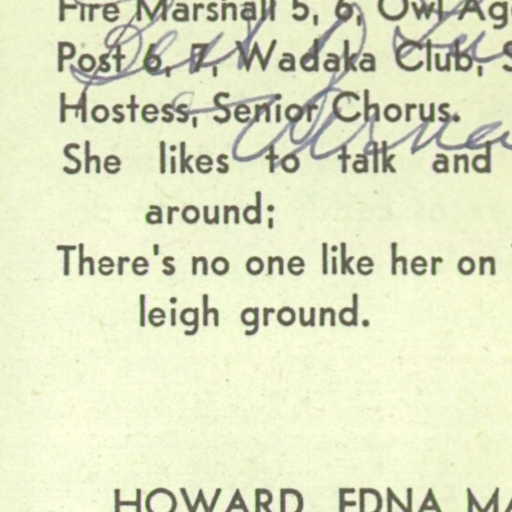 Fire Marshall 5, 6, Owl Ag
Post 6, 7, Wadaka Club, S
Hostess, Senior Chorus.
She likes to talk and
around;
There's no one like her on
leigh ground.
HOWARD, EDNA MA